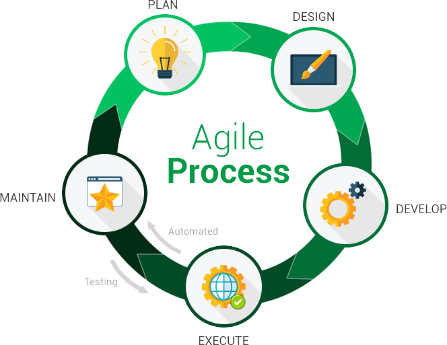 PLAN
DESIGN
Agile
Process
MAINTAIN
DEVELOP
Automated
Testing
EXECUTE